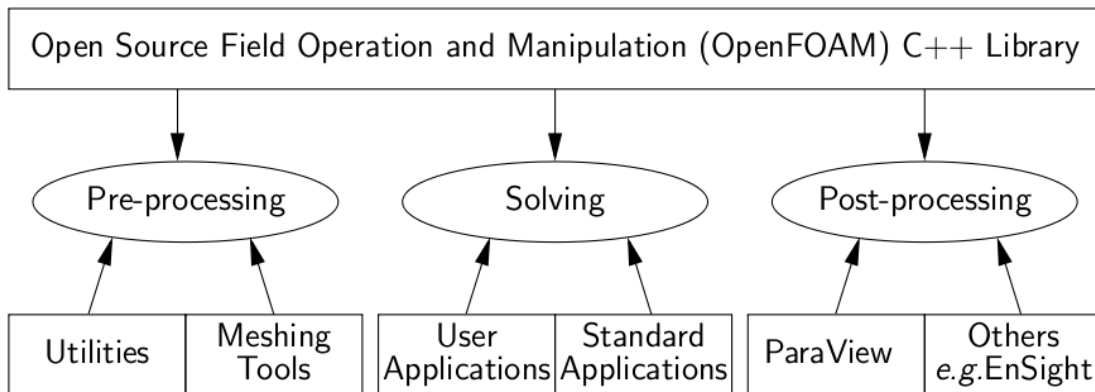 Open Source Field Operation and Manipulation (OpenFOAM) C++ Library
Pre-processing
Solving
Post-processing
Utilities
Meshing
Tools
User
Applications
Standard
Applications
ParaView
Others
e.g.EnSight